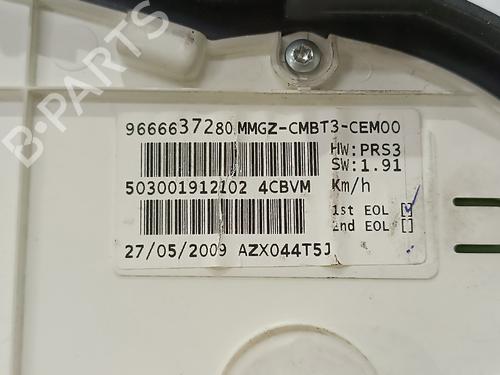 9666637280 MMGZ-CMBT3-CEM00
HW:PRS3
SW:1.91
503001912102 4CBVM Km/h
1st EOL [✓]
2nd EOL []
27/05/2009 AZX044T5J
B-PARTS